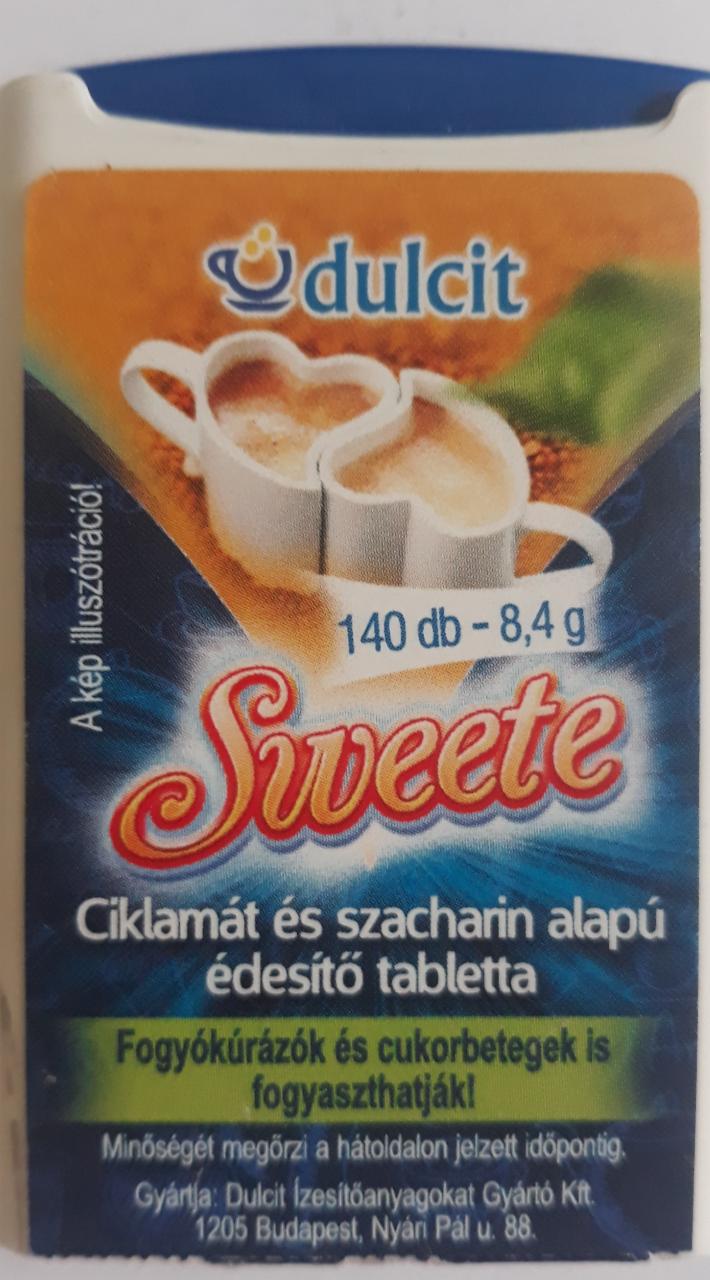 dulcit
A kép illuszótráció!
140 db - 8,4 g
Sweete
Ciklamát és szacharin alapú
édesítő tabletta
Fogyókúrázók és cukorbetegek is
fogyaszthatják!
Minőségét megőrzi a hátoldalon jelzett időpontig.
Gyártja: Dulcit Ízesítőanyagokat Gyártó Kft.
1205 Budapest, Nyári Pál u. 88.